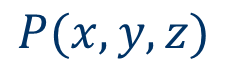 P(x, y, z)